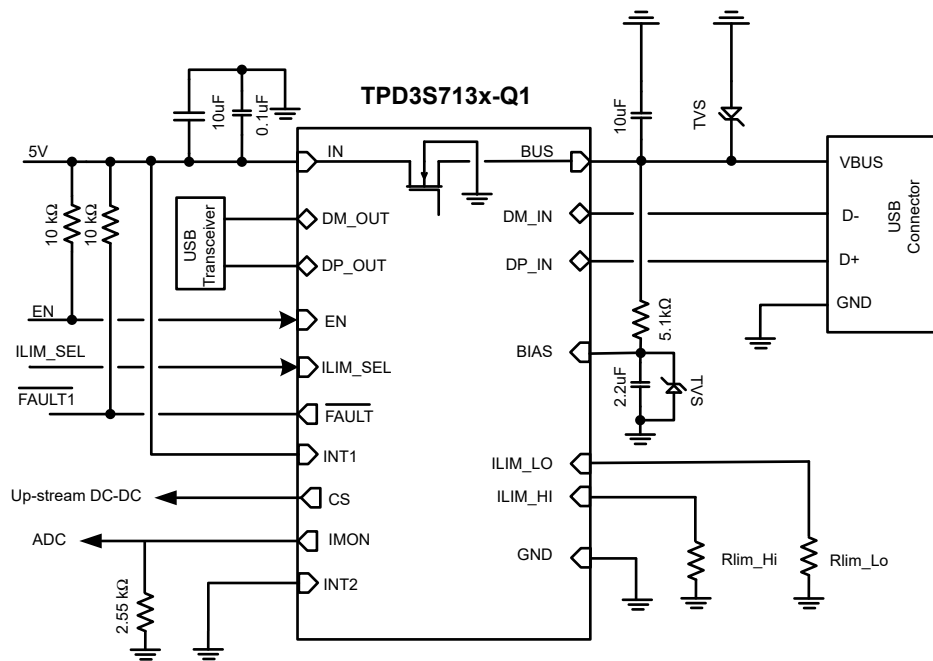 TPD3S713x-Q1
10uF
0.1uF
10uF
TVS
5V
IN
BUS
VBUS
10 kΩ
10 kΩ
USB
Transceiver
DM_OUT
DP_OUT
DM_IN
DP_IN
D-
D+
GND
USB
Connector
EN
EN
5.1kΩ
ILIM_SEL
ILIM_SEL
BIAS
2.2uF
TVS
FAULT1
FAULT
INT1
ILIM_LO
Up-stream DC-DC
CS
ILIM_HI
ADC
IMON
GND
Rlim_Hi
Rlim_Lo
2.55 kΩ
INT2